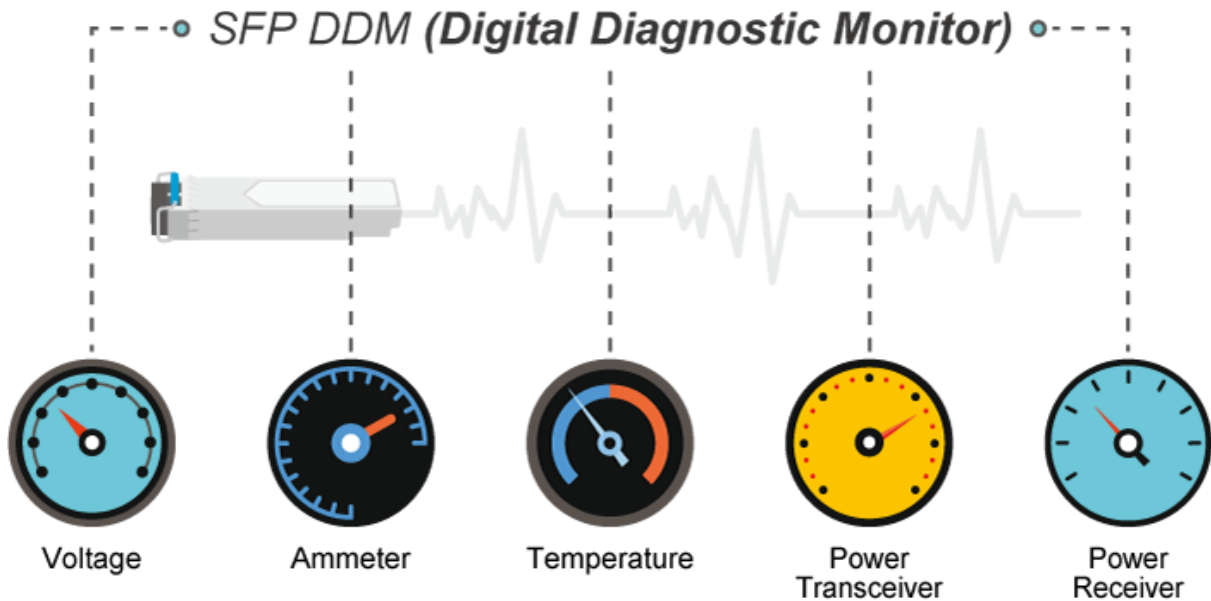 SFP DDM (Digital Diagnostic Monitor)
Voltage
Ammeter
Temperature
Power
Transceiver
Power
Receiver